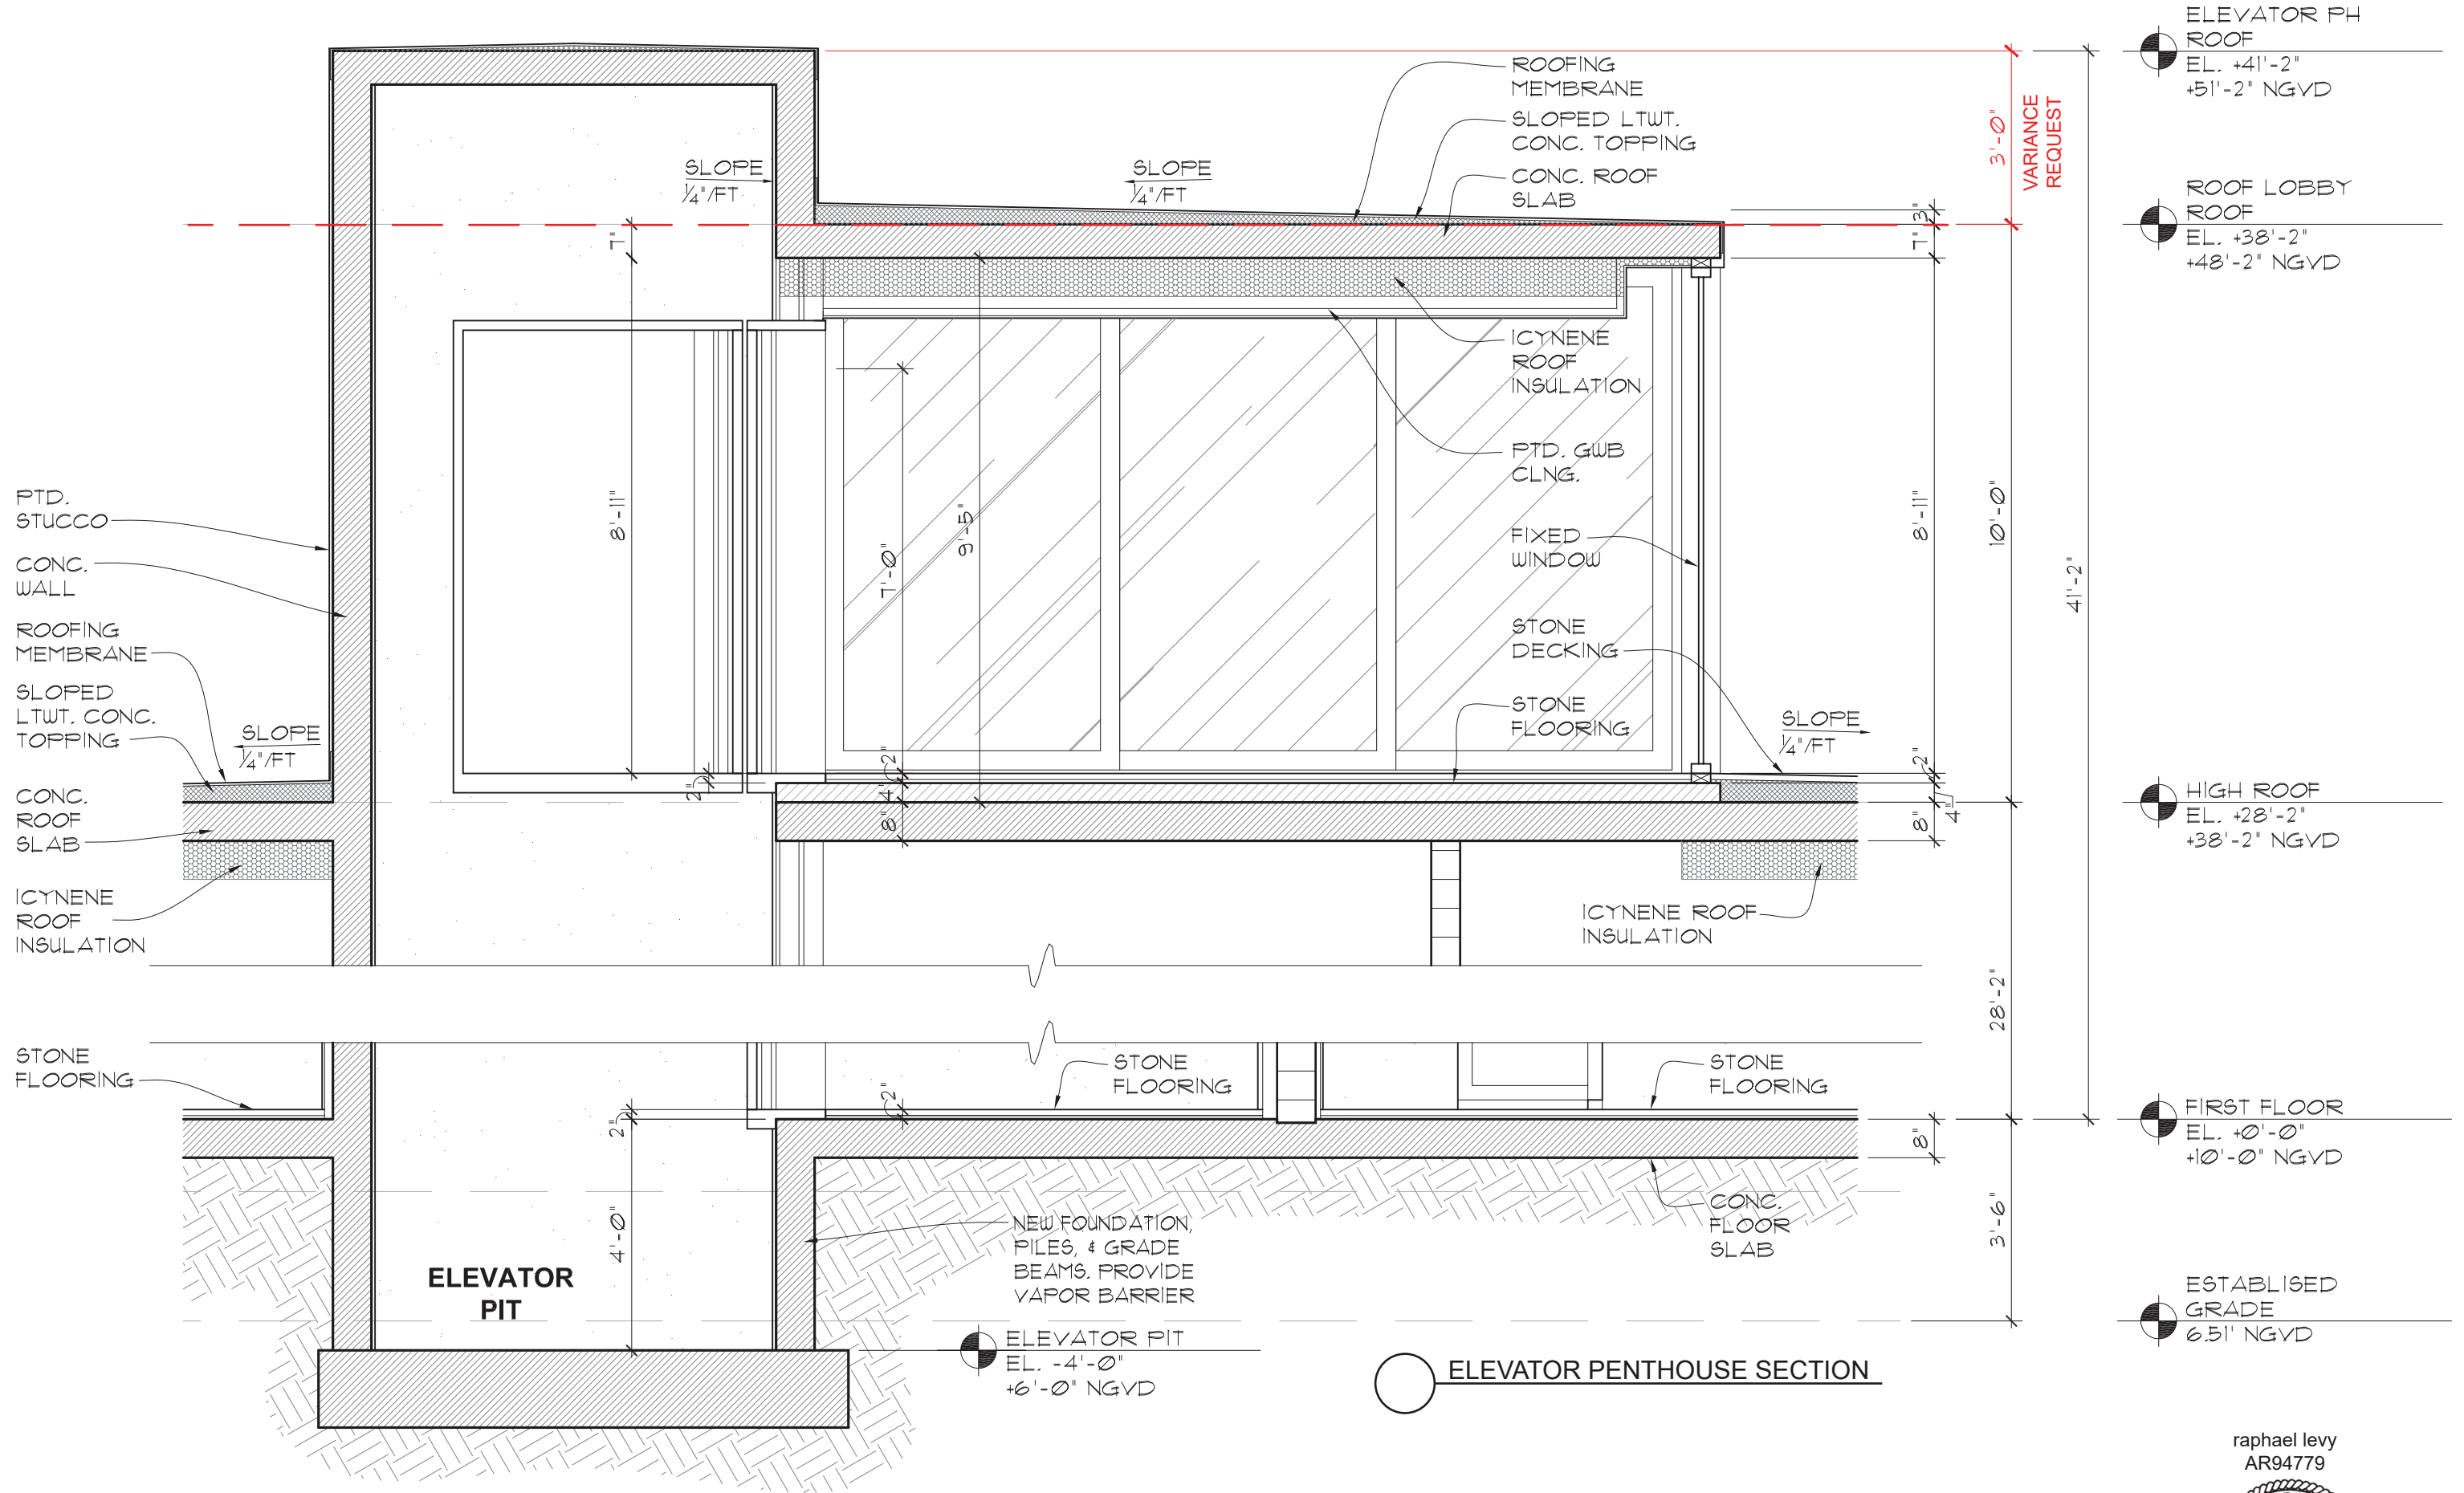 ELEVATOR PH
ROOF
EL. +41'-2"
+51'-2" NGVD
ROOFING
MEMBRANE
SLOPED LTWT.
CONC. TOPPING
CONC. ROOF
SLAB
3'-0"
VARIANCE
REQUEST
SLOPE
1/4"/FT
SLOPE
1/4"/FT
ROOF LOBBY
ROOF
EL. +38'-2"
+48'-2" NGVD
7"
3"
7"
ICYNENE
ROOF
INSULATION
PTD. GWB
CLNG.
FIXED
WINDOW
STONE
DECKING
STONE
FLOORING
8'-11"
7'-0"
9'-5"
8'-11"
10'-0"
41'-2"
PTD.
STUCCO
CONC.
WALL
ROOFING
MEMBRANE
SLOPED
LTWT. CONC.
TOPPING
SLOPE
1/4"/FT
CONC.
ROOF
SLAB
ICYNENE
ROOF
INSULATION
SLOPE
1/4"/FT
2"
2"
4"
8"
2"
4"
8"
HIGH ROOF
EL. +28'-2"
+38'-2" NGVD
ICYNENE ROOF
INSULATION
28'-2"
STONE
FLOORING
STONE
FLOORING
STONE
FLOORING
2"
2"
8"
FIRST FLOOR
EL. +0'-0"
+10'-0" NGVD
4'-0"
3'-6"
NEW FOUNDATION,
PILES, & GRADE
BEAMS. PROVIDE
VAPOR BARRIER
CONC.
FLOOR
SLAB
ELEVATOR
PIT
ESTABLISED
GRADE
6.51' NGVD
ELEVATOR PIT
EL. -4'-0"
+6'-0" NGVD
ELEVATOR PENTHOUSE SECTION
raphael levy
AR94779